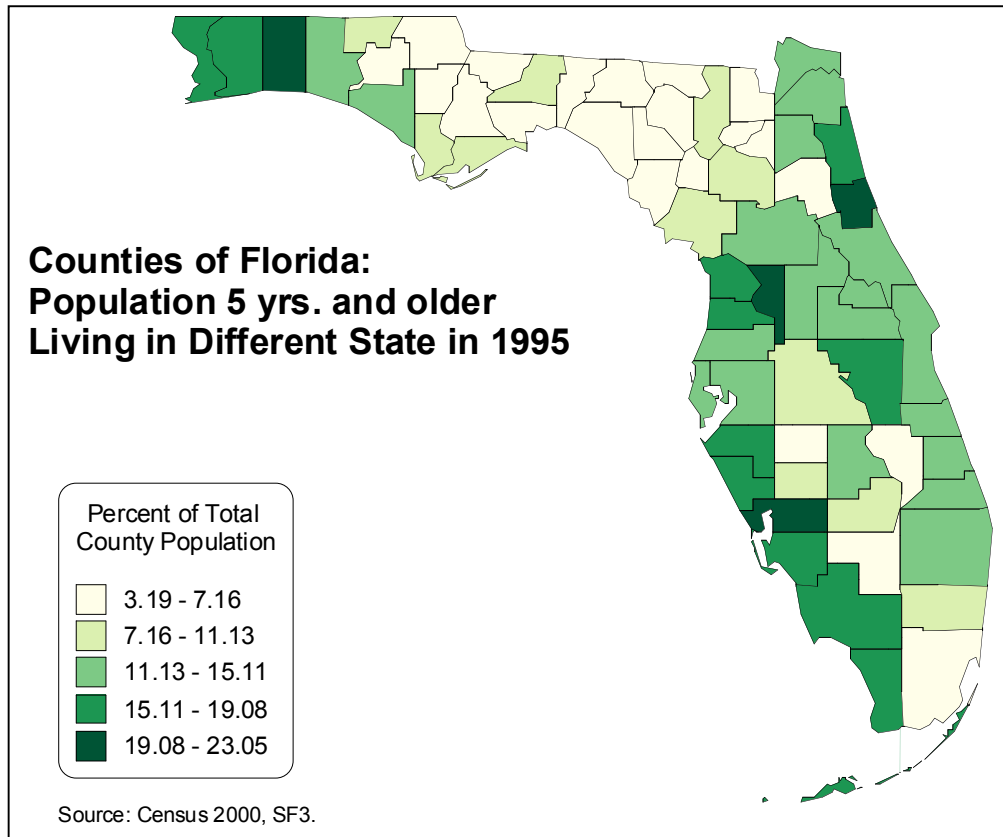 Counties of Florida:
Population 5 yrs. and older
Living in Different State in 1995
Percent of Total
County Population
3.19 - 7.16
7.16 - 11.13
11.13 - 15.11
15.11 - 19.08
19.08 - 23.05
Source: Census 2000, SF3.